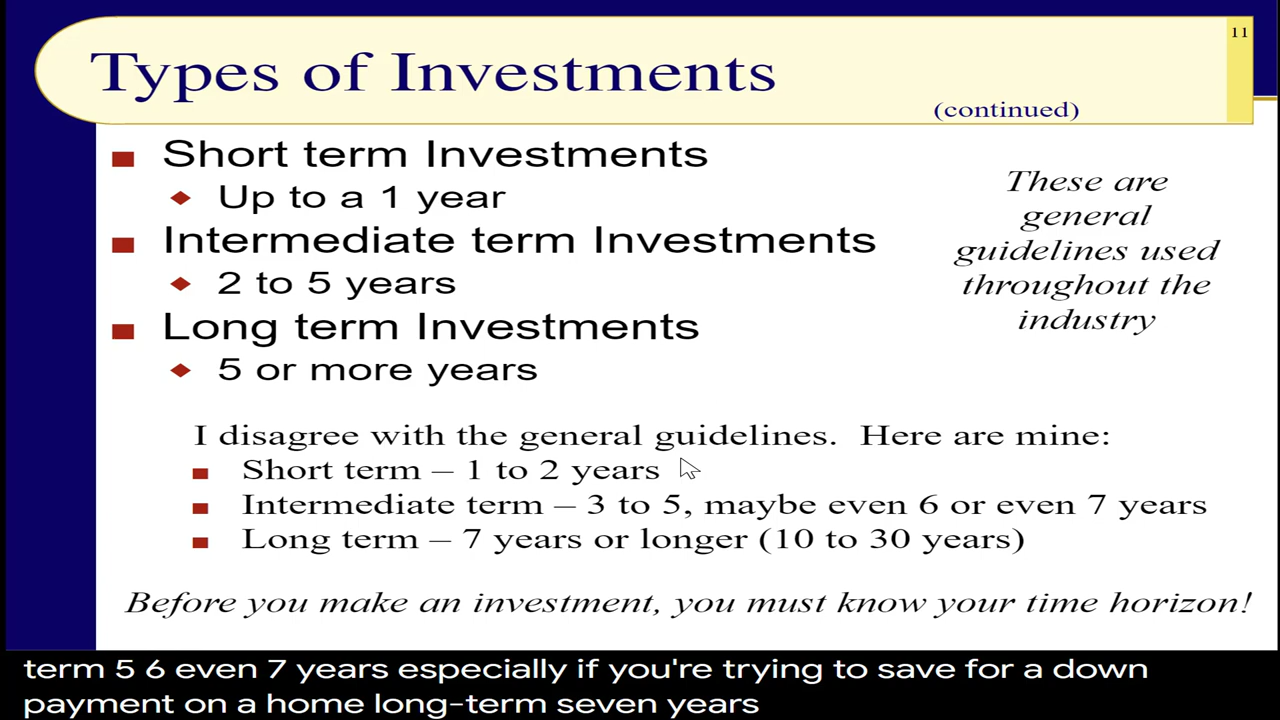 11
Types of Investments
(continued)
Short term Investments
Up to a 1 year
Intermediate term Investments
2 to 5 years
Long term Investments
5 or more years
These are
general
guidelines used
throughout the
industry
I disagree with the general guidelines. Here are mine:
Short term – 1 to 2 years
Intermediate term – 3 to 5, maybe even 6 or even 7 years
Long term – 7 years or longer (10 to 30 years)
Before you make an investment, you must know your time horizon!
term 5 6 even 7 years especially if you're trying to save for a down
payment on a home long-term seven years